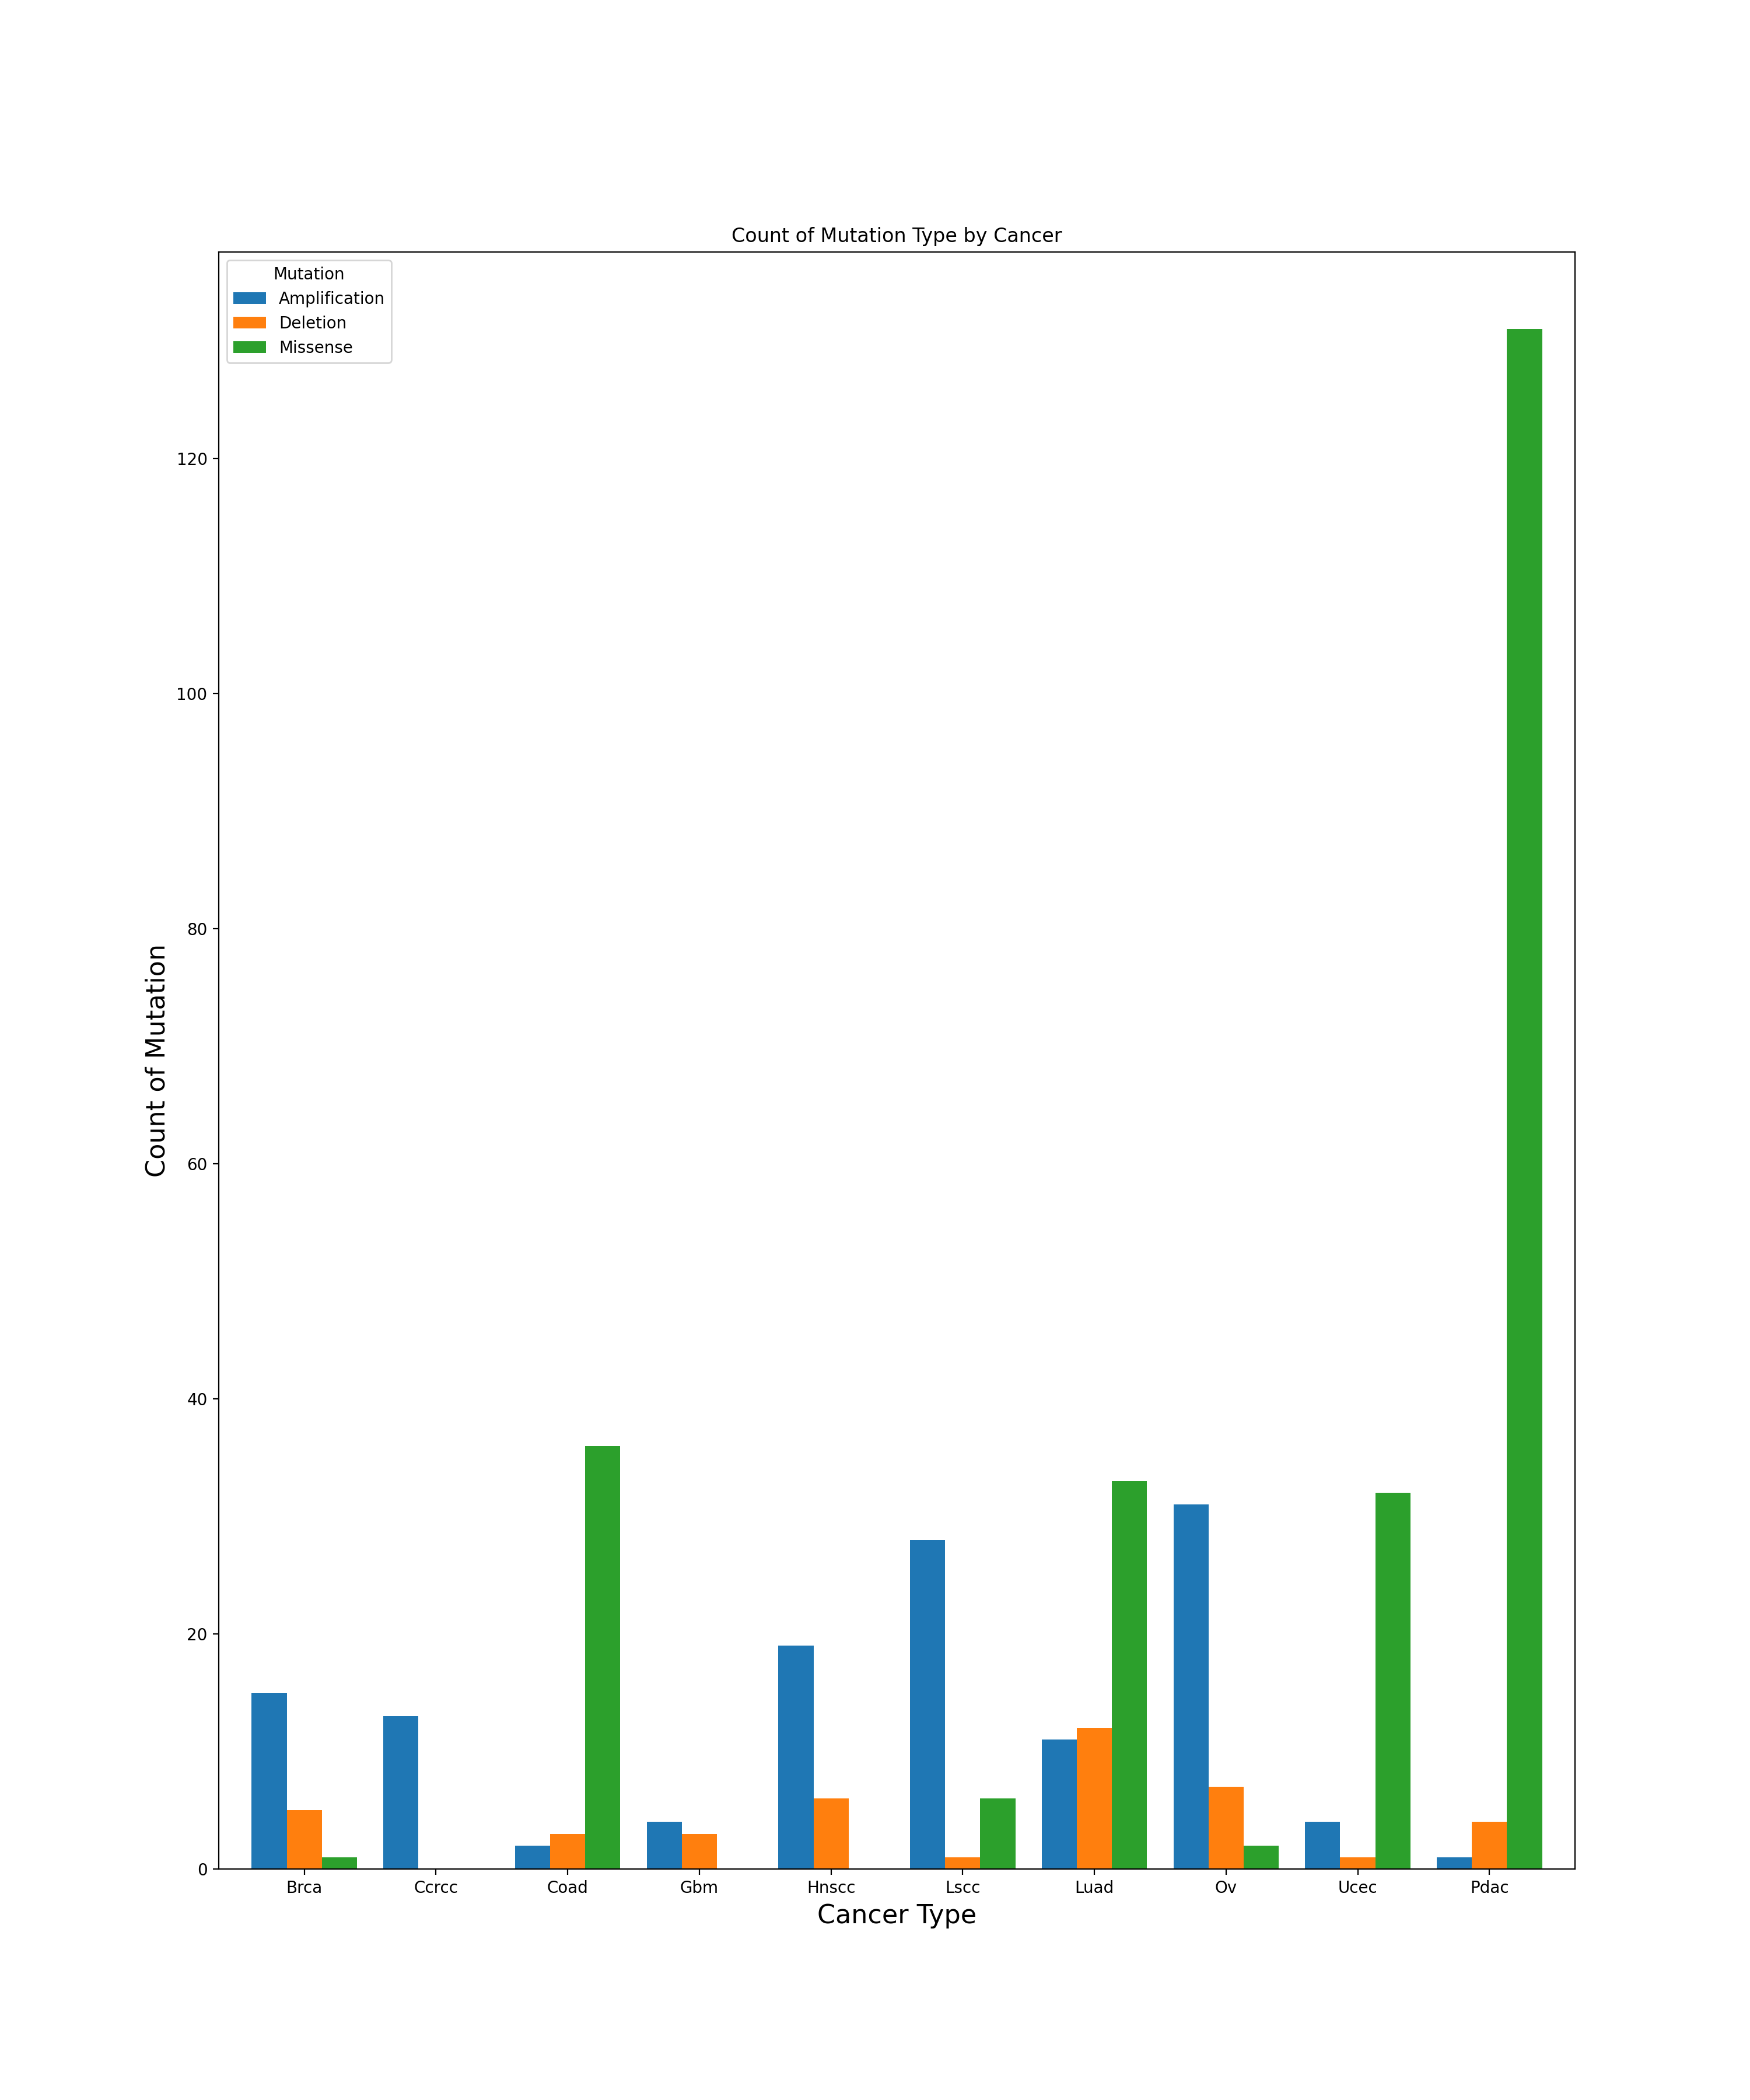 Count of Mutation Type by Cancer
Mutation
Amplification
Deletion
Missense
120
100
80
60
40
20
0
Count of Mutation
Brca Ccrcc Coad Gbm Hnscc Lscc Luad Ov Ucec Pdac
Cancer Type